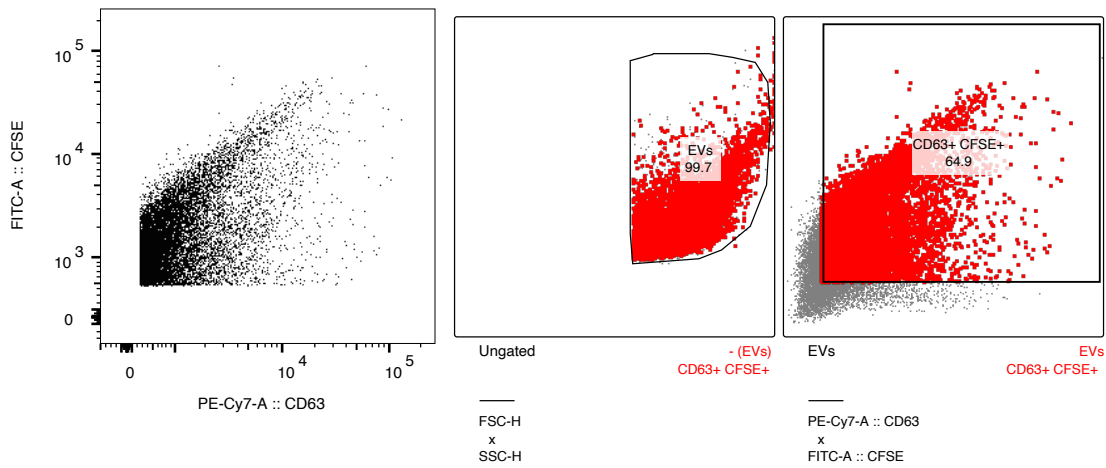 10 5
10 4
10 3
0
FITC-A :: CFSE
0
10 4
10 5
PE-Cy7-A :: CD63
EVs
99.7
Ungated
- (EVs)
CD63+ CFSE+
FSC-H
x
SSC-H
CD63+ CFSE+
64.9
EVs
EVs
CD63+ CFSE+
PE-Cy7-A :: CD63
x
FITC-A :: CFSE